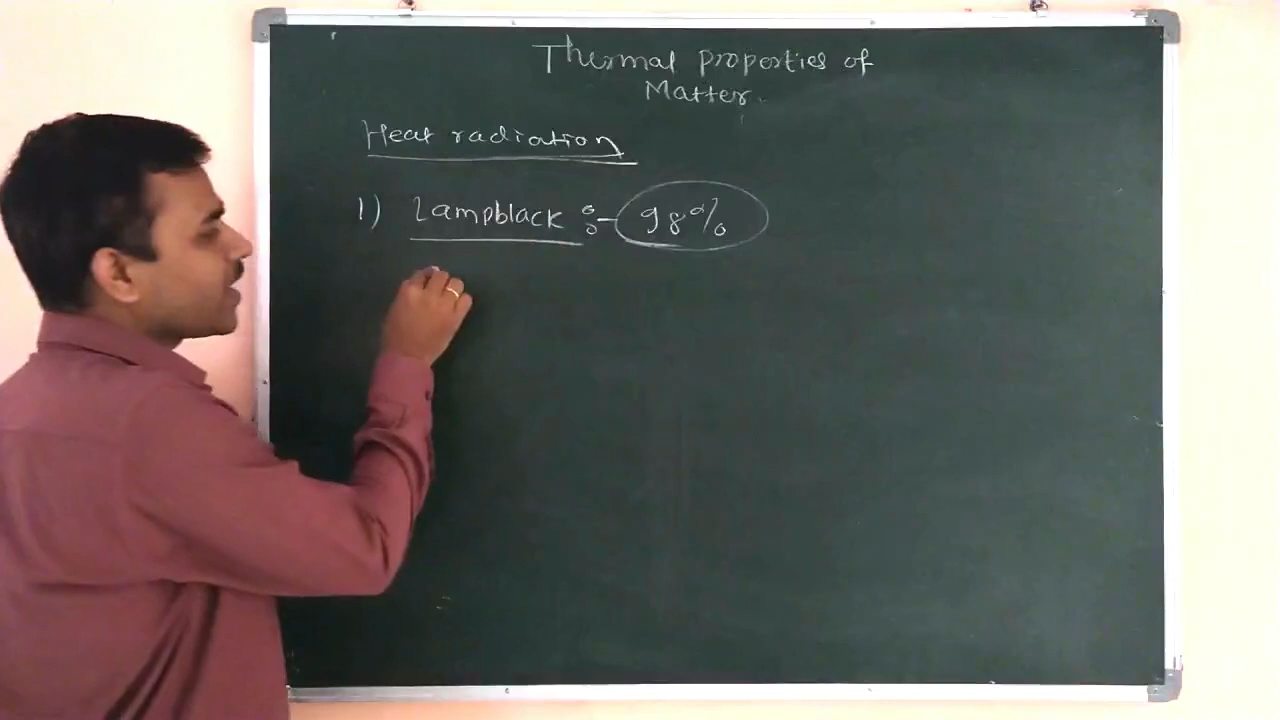 Thermal properties of
Matter.
Heat radiation
1) Lampblack :- 98%